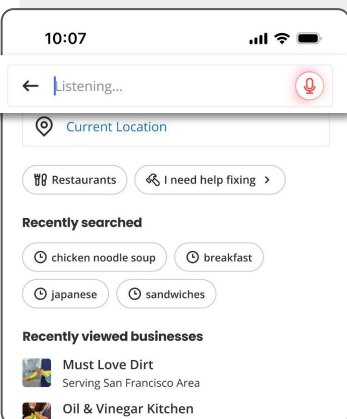 10:07
Listening...
Current Location
Restaurants I need help fixing >
Recently searched
chicken noodle soup breakfast
japanese sandwiches
Recently viewed businesses
Must Love Dirt
Serving San Francisco Area
Oil & Vinegar Kitchen